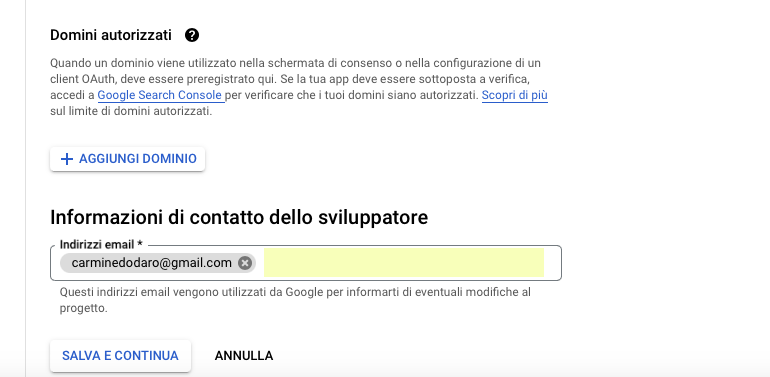 Domini autorizzati ?
Quando un dominio viene utilizzato nella schermata di consenso o nella configurazione di un
client OAuth, deve essere preregistrato qui. Se la tua app deve essere sottoposta a verifica,
accedi a Google Search Console per verificare che i tuoi domini siano autorizzati. Scopri di più
sul limite di domini autorizzati.
+ AGGIUNGI DOMINIO
Informazioni di contatto dello sviluppatore
Indirizzi email *
carminedodaro@gmail.com
Questi indirizzi email vengono utilizzati da Google per informarti di eventuali modifiche al
progetto.
SALVA E CONTINUA ANNULLA